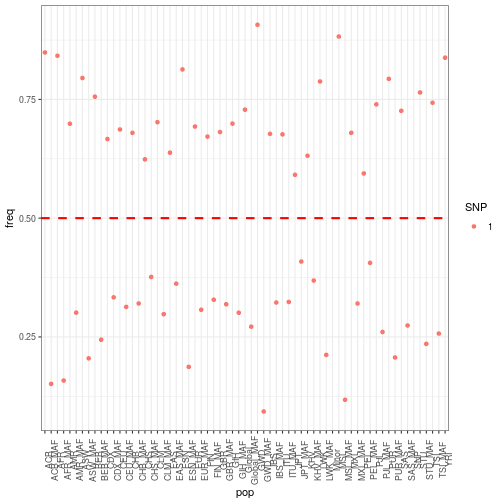 0.75
0.50
0.25
freq
ACB
ACB_MAF
AFR
AFR_MAF
AMR
AMR_MAF
ASW
ASW_MAF
BEB
BEB_MAF
CDX
CDX_MAF
CEU
CEU_MAF
CHB
CHB_MAF
CHS
CHS_MAF
CLM
CLM_MAF
EAS
EAS_MAF
ESN
ESN_MAF
EUR
EUR_MAF
FIN
FIN_MAF
GBR
GBR_MAF
GIH
GIH_MAF
Global
Global_MAF
GWD
GWD_MAF
IBS
IBS_MAF
ITU
ITU_MAF
JPT
JPT_MAF
KHV
KHV_MAF
LWK
LWK_MAF
MSL
MSL_MAF
MXL
MXL_MAF
PEL
PEL_MAF
PJL
PJL_MAF
PUR
PUR_MAF
SAS
SAS_MAF
SNP
STU
STU_MAF
TSI
TSI_MAF
YRI
pop
SNP
1